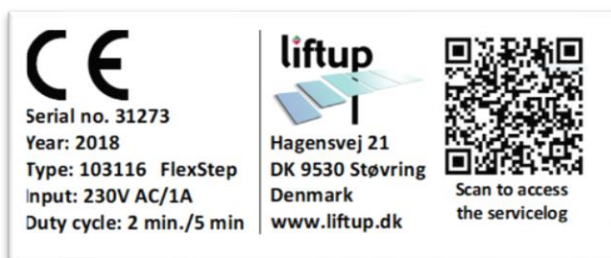 CE
Serial no. 31273
Year: 2018
Type: 103116 FlexStep
Input: 230V AC/1A
Duty cycle: 2 min./5 min
liftup
Hagensvej 21
DK 9530 Støvring
Denmark
www.liftup.dk
Scan to access
the servicelog